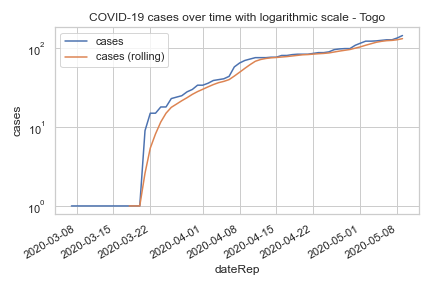 COVID-19 cases over time with logarithmic scale - Togo
cases
cases (rolling)
10²
10¹
10⁰
cases
2020-03-08
2020-03-15
2020-03-22
2020-04-01
2020-04-08
2020-04-15
2020-04-22
2020-05-01
2020-05-08
dateRep